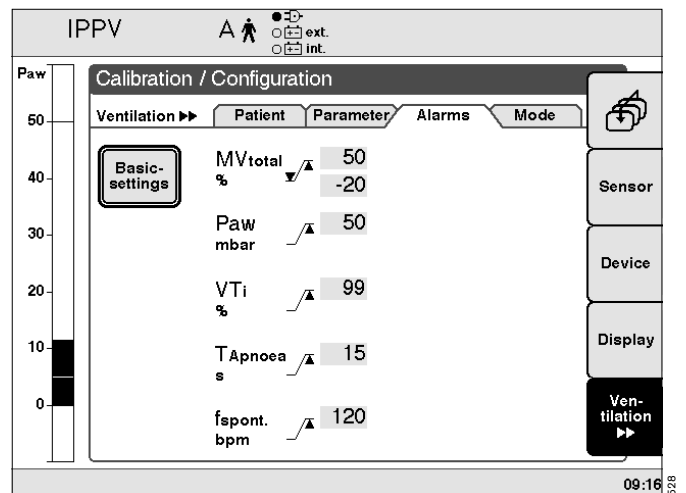 IPPV
A
ext.
int.
Paw
Calibration / Configuration
Ventilation ▶▶
Patient
Parameter
Alarms
Mode
Basic-
settings
MVtotal
%
50
-20
Paw
mbar
50
VTi
%
99
TApnoea
s
15
fspont.
bpm
120
50
40
30
20
10
0
Sensor
Device
Display
Ven-
tilation
▶▶
09:16
528